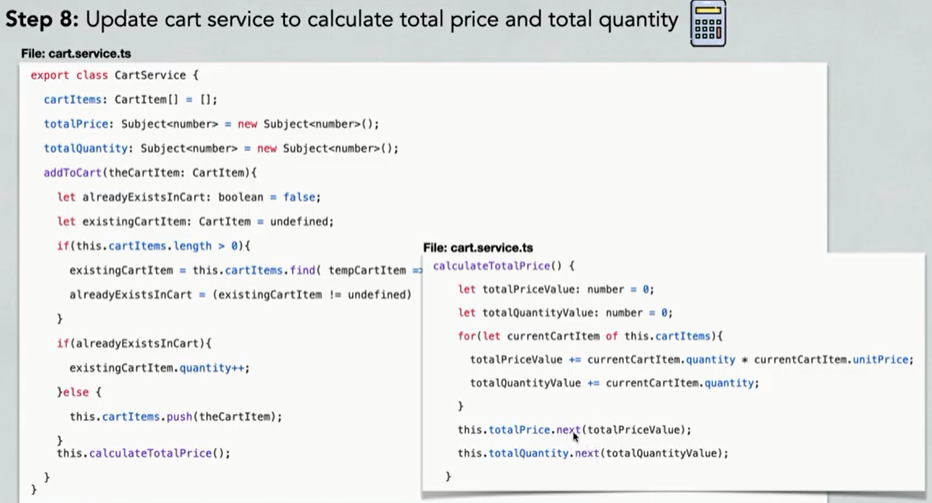 Step 8: Update cart service to calculate total price and total quantity
File: cart.service.ts
export class CartService {
cartItems: CartItem[] = [];
totalPrice: Subject<number> = new Subject<number>();
totalQuantity: Subject<number> = new Subject<number>();
addToCart(theCartItem: CartItem){
let alreadyExistsInCart: boolean = false;
let existingCartItem: CartItem = undefined;
if(this.cartItems.length > 0){
existingCartItem = this.cartItems.find( tempCartItem =>
alreadyExistsInCart = (existingCartItem != undefined)
}
if(alreadyExistsInCart){
existingCartItem.quantity++;
}else {
this.cartItems.push(theCartItem);
}
this.calculateTotalPrice();
}
}
File: cart.service.ts
calculateTotalPrice() {
let totalPriceValue: number = 0;
let totalQuantityValue: number = 0;
for(let currentCartItem of this.cartItems){
totalPriceValue += currentCartItem.quantity * currentCartItem.unitPrice;
totalQuantityValue += currentCartItem.quantity;
}
this.totalPrice.next(totalPriceValue);
this.totalQuantity.next(totalQuantityValue);
}